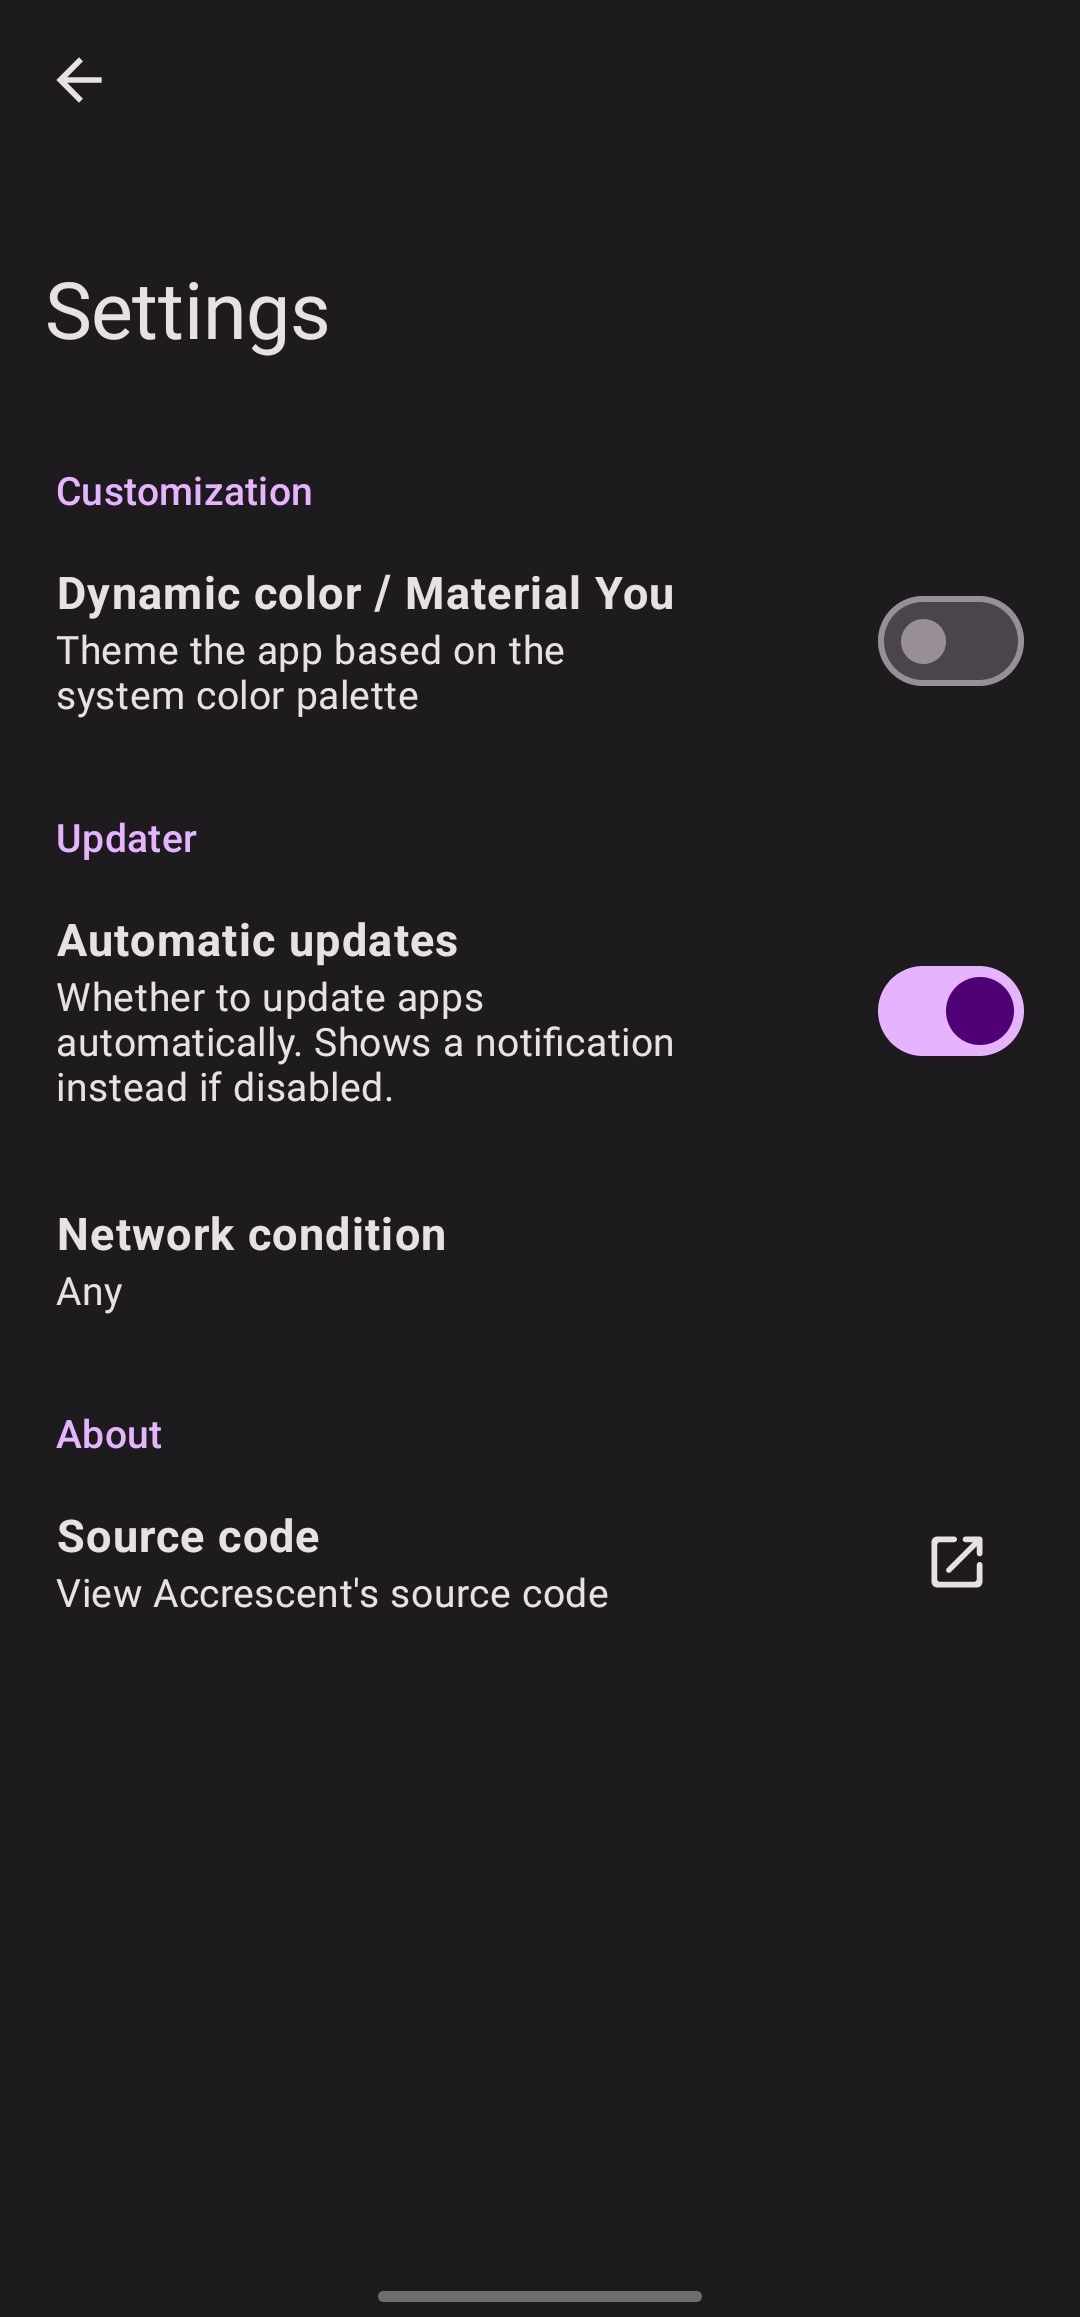 Settings
Customization
Dynamic color / Material You
Theme the app based on the
system color palette
Updater
Automatic updates
Whether to update apps
automatically. Shows a notification
instead if disabled.
Network condition
Any
About
Source code
View Accrescent's source code